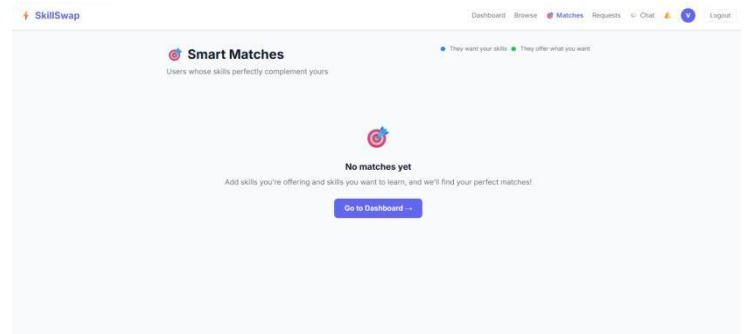 SkillSwap
Dashboard Browse Matches Requests Chat V Logout
Smart Matches
They want your skills They offer what you want
Users whose skills perfectly complement yours
No matches yet
Add skills you're offering and skills you want to learn, and we'll find your perfect matches!
Go to Dashboard →